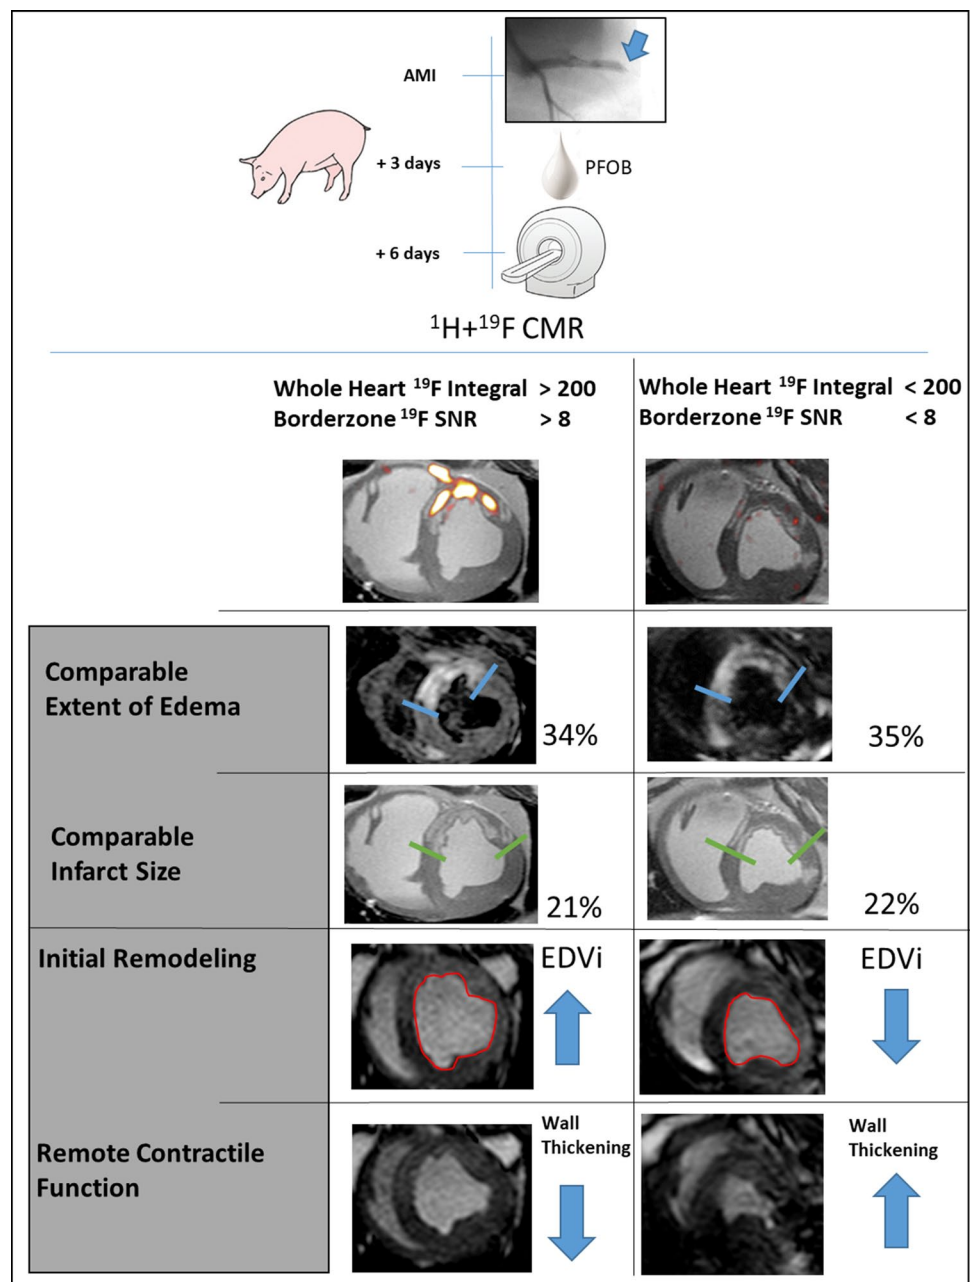 AMI
+ 3 days
PFOB
+ 6 days
¹H+¹⁹F CMR
Whole Heart ¹⁹F Integral > 200
Borderzone ¹⁹F SNR > 8
Whole Heart ¹⁹F Integral < 200
Borderzone ¹⁹F SNR < 8
Comparable
Extent of Edema
34%
35%
Comparable
Infarct Size
21%
22%
Initial Remodeling
EDVi
EDVi
Remote Contractile
Function
Wall
Thickening
Wall
Thickening